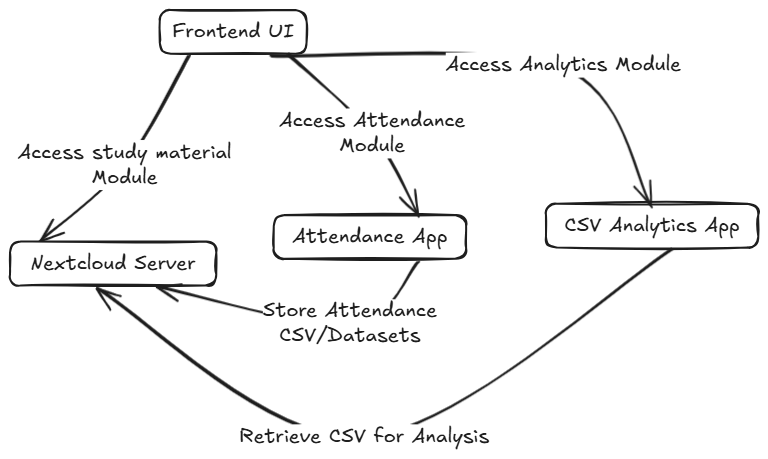 Frontend UI
Access Analytics Module
Access Attendance
Module
Access study material
Module
CSV Analytics App
Attendance App
Nextcloud Server
Store Attendance
CSV/Datasets
Retrieve CSV for Analysis